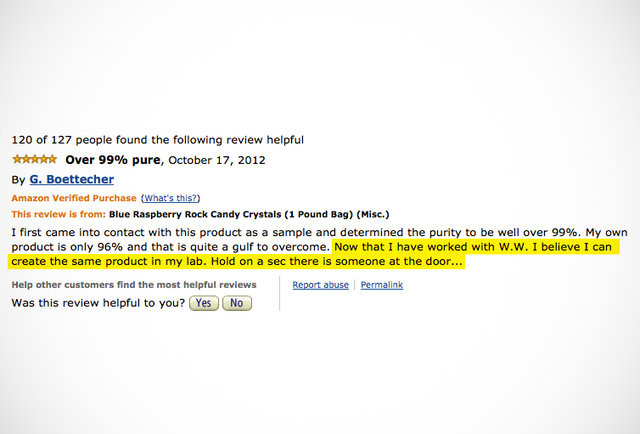 120 of 127 people found the following review helpful
Over 99% pure, October 17, 2012
By G. Boettecher
Amazon Verified Purchase (What's this?)
This review is from: Blue Raspberry Rock Candy Crystals (1 Pound Bag) (Misc.)
I first came into contact with this product as a sample and determined the purity to be well over 99%. My own
product is only 96% and that is quite a gulf to overcome. Now that I have worked with W.W. I believe I can
create the same product in my lab. Hold on a sec there is someone at the door...
Help other customers find the most helpful reviews
Was this review helpful to you? Yes No
Report abuse | Permalink